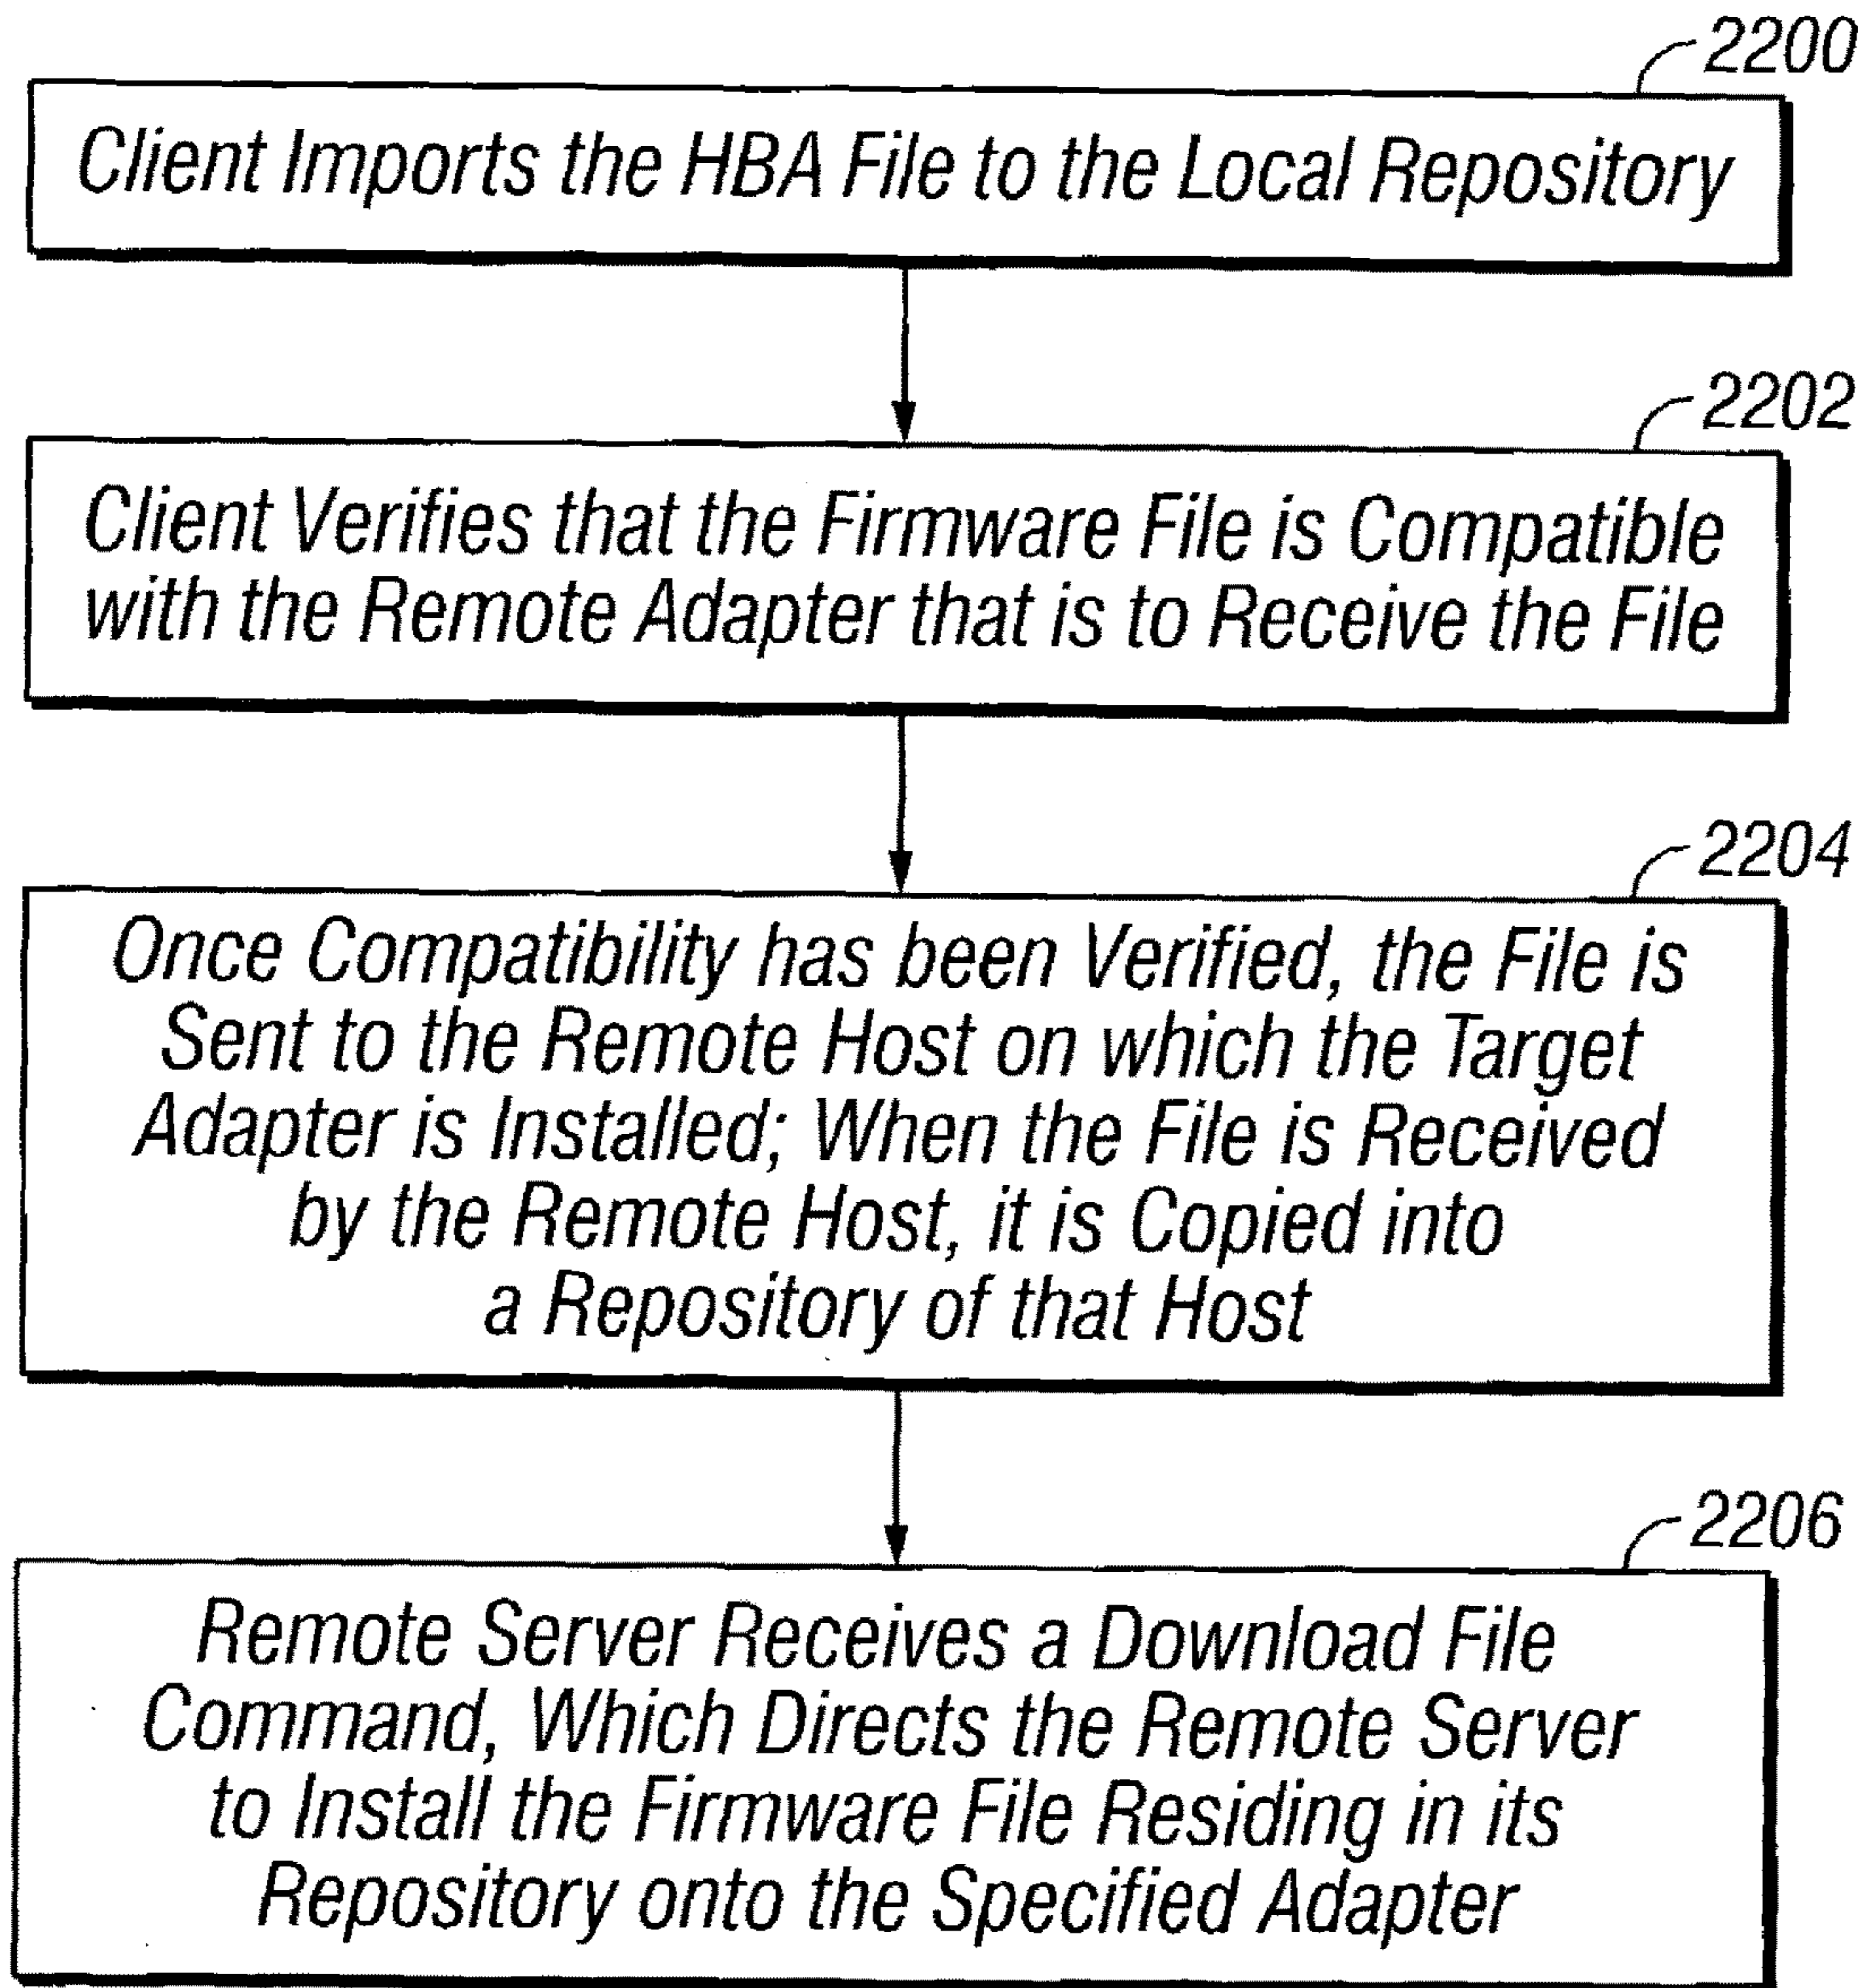 2200
Client Imports the HBA File to the Local Repository
2202
Client Verifies that the Firmware File is Compatible
with the Remote Adapter that is to Receive the File
2204
Once Compatibility has been Verified, the File is
Sent to the Remote Host on which the Target
Adapter is Installed; When the File is Received
by the Remote Host, it is Copied into
a Repository of that Host
2206
Remote Server Receives a Download File
Command, Which Directs the Remote Server
to Install the Firmware File Residing in its
Repository onto the Specified Adapter